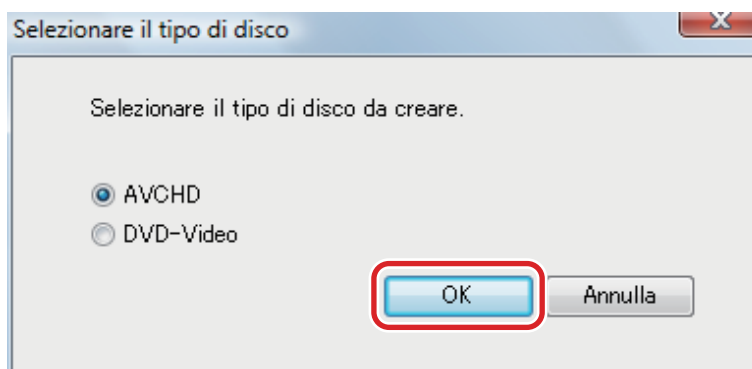 Selezionare il tipo di disco
Selezionare il tipo di disco da creare.
AVCHD
DVD-Video
OK Annulla